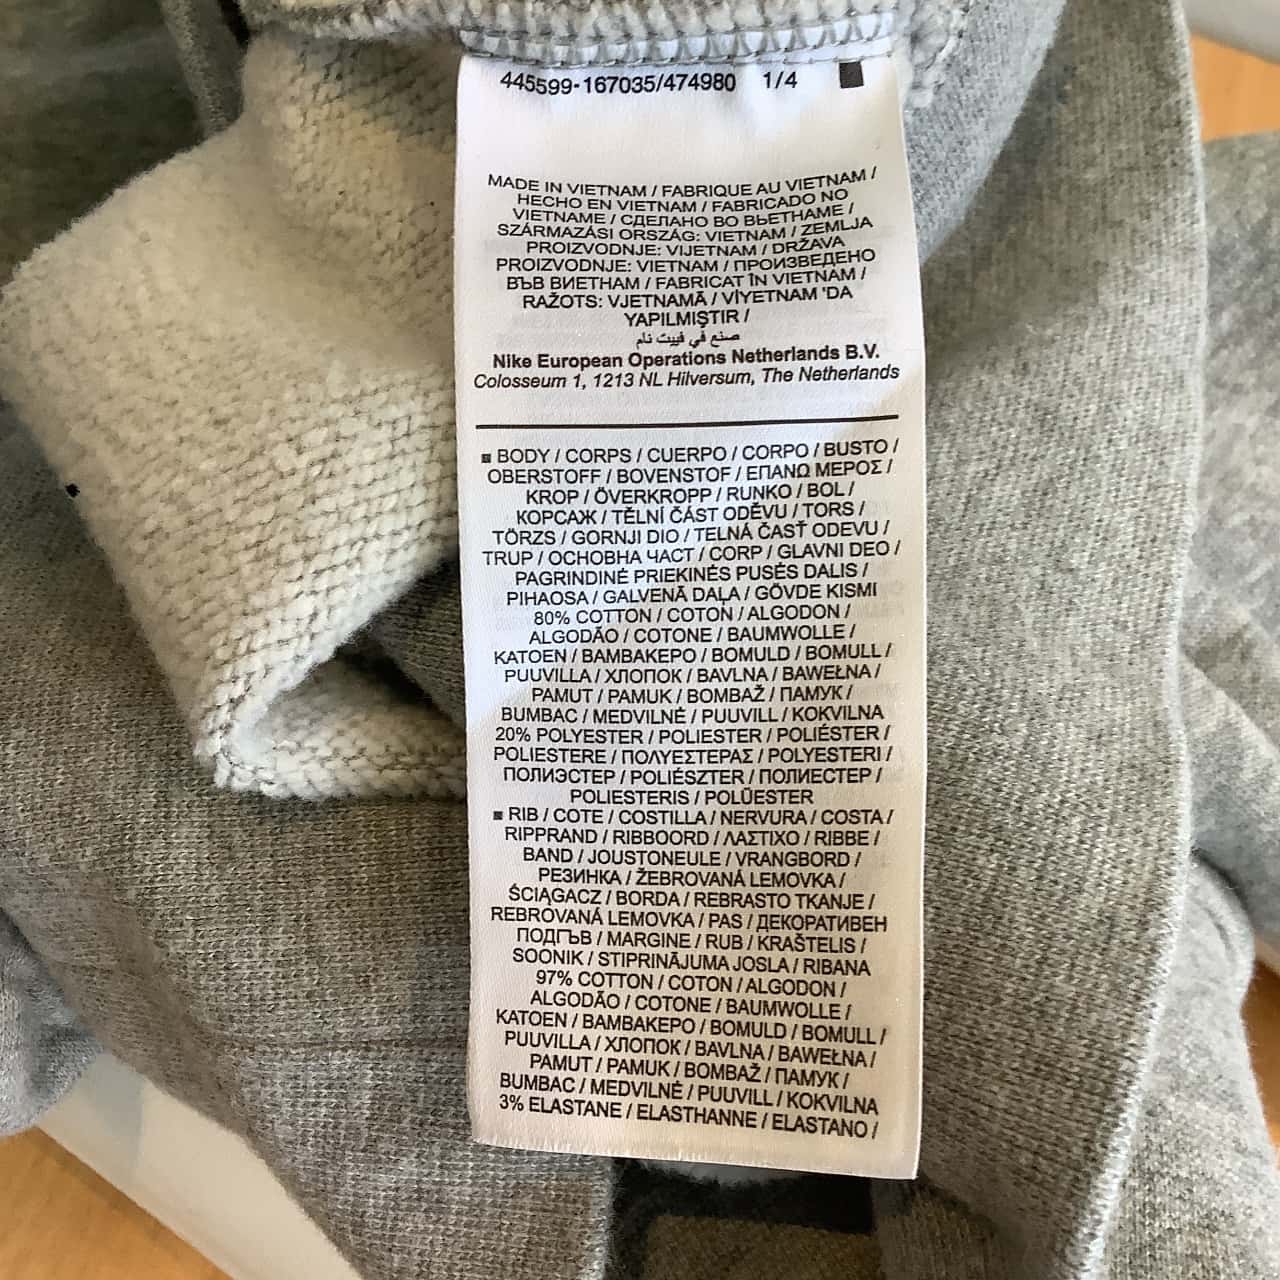 445599-167035/474980 1/4
MADE IN VIETNAM / FABRIQUE AU VIETNAM /
HECHO EN VIETNAM / FABRICADO NO
VIETNAME / СДЕЛАНО ВО ВЬЕТНАМЕ /
SZÁRMAZÁSI ORSZÁG: VIETNAM / ZEMLJA
PROIZVODNJE: VIJETNAM / DRŽAVA
PROIZVODNJE: VIETNAM / ПРОИЗВЕДЕНО
ВЪВ ВИЕТНАМ / FABRICAT ÎN VIETNAM /
RAŽOTS: VJETNAMĀ / VİYETNAM 'DA
YAPILMIŞTIR /
صنع في فييت نام
Nike European Operations Netherlands B.V.
Colosseum 1, 1213 NL Hilversum, The Netherlands
BODY / CORPS / CUERPO / CORPO / BUSTO /
OBERSTOFF / BOVENSTOF / ΕΠΑΝΩ ΜΕΡΟΣ /
KROP / ÖVERKROPP / RUNKO / BOL /
КОРСАЖ / TĚLNÍ ČÁST ODĚVU / TORS /
TÖRZS / GORNJI DIO / TELNÁ ČASŤ ODEVU /
TRUP / ОСНОВНА ЧАСТ / CORP / GLAVNI DEO /
PAGRINDINĖ PRIEKINĖS PUSĖS DALIS /
PIHAOSA / GALVENĀ DAĻA / GÖVDE KISMI
80% COTTON / COTON / ALGODON /
ALGODÃO / COTONE / BAUMWOLLE /
KATOEN / ΒΑΜΒΑΚΕΡΟ / BOMULD / BOMULL /
PUUVILLA / ХЛОПОК / BAVLNA / BAWEŁNA /
PAMUT / PAMUK / BOMBAŽ / ПАМУК /
BUMBAC / MEDVILNĖ / PUUVILL / KOKVILNA
20% POLYESTER / POLIESTER / POLIÉSTER /
POLIESTERE / ΠΟΛΥΕΣΤΕΡΑΣ / POLYESTERI /
ПОЛИЭСТЕР / POLIÉSZTER / ПОЛИЕСТЕР /
POLIESTERIS / POLÜESTER
RIB / COTE / COSTILLA / NERVURA / COSTA /
RIPPRAND / RIBBOORD / ΛΑΣΤΙΧΟ / RIBBE /
BAND / JOUSTONEULE / VRANGBORD /
РЕЗИНКА / ŽEBROVANÁ LEMOVKA /
ŚCIĄGACZ / BORDA / REBRASTO TKANJE /
REBROVANÁ LEMOVKA / PAS / ДЕКОРАТИВЕН
ПОДГЪВ / MARGINE / RUB / KRAŠTELIS /
SOONIK / STIPRINĀJUMA JOSLA / RIBANA
97% COTTON / COTON / ALGODON /
ALGODÃO / COTONE / BAUMWOLLE /
KATOEN / ΒΑΜΒΑΚΕΡΟ / BOMULD / BOMULL /
PUUVILLA / ХЛОПОК / BAVLNA / BAWEŁNA /
PAMUT / PAMUK / BOMBAŽ / ПАМУК /
BUMBAC / MEDVILNĖ / PUUVILL / KOKVILNA
3% ELASTANE / ELASTHANNE / ELASTANO /